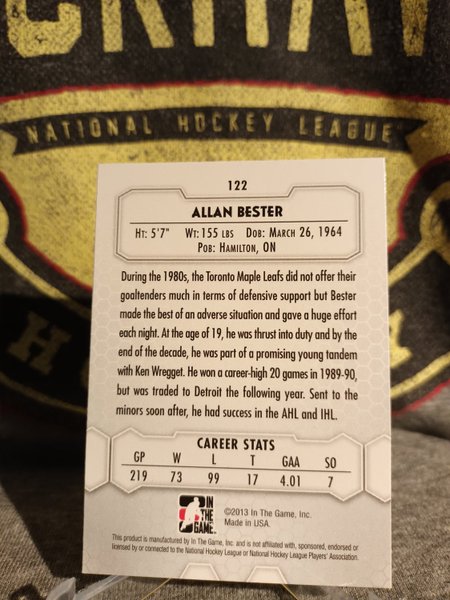 NATIONAL HOCKEY LEAGUE
122
ALLAN BESTER
HT: 5'7" WT: 155 LBS DOB: MARCH 26, 1964
POB: HAMILTON, ON
During the 1980s, the Toronto Maple Leafs did not offer their
goaltenders much in terms of defensive support but Bester
made the best of an adverse situation and gave a huge effort
each night. At the age of 19, he was thrust into duty and by the
end of the decade, he was part of a promising young tandem
with Ken Wregget. He won a career-high 20 games in 1989-90,
but was traded to Detroit the following year. Sent to the
minors soon after, he had success in the AHL and IHL.
CAREER STATS
GP W L T GAA SO
219 73 99 17 4.01 7
IN
THE
GAME
©2013 In The Game, Inc.
Made in USA.
This product is manufactured by In The Game, Inc. and is not affiliated with, sponsored, endorsed or
licensed by or connected to the National Hockey League or National Hockey League Players' Association.